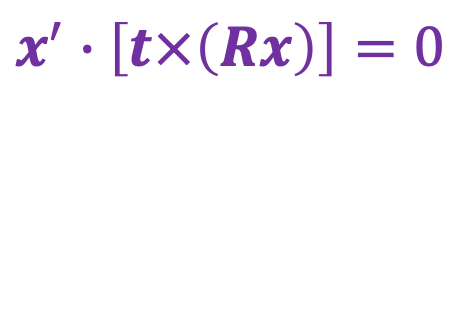 x′ · [t×(Rx)] = 0